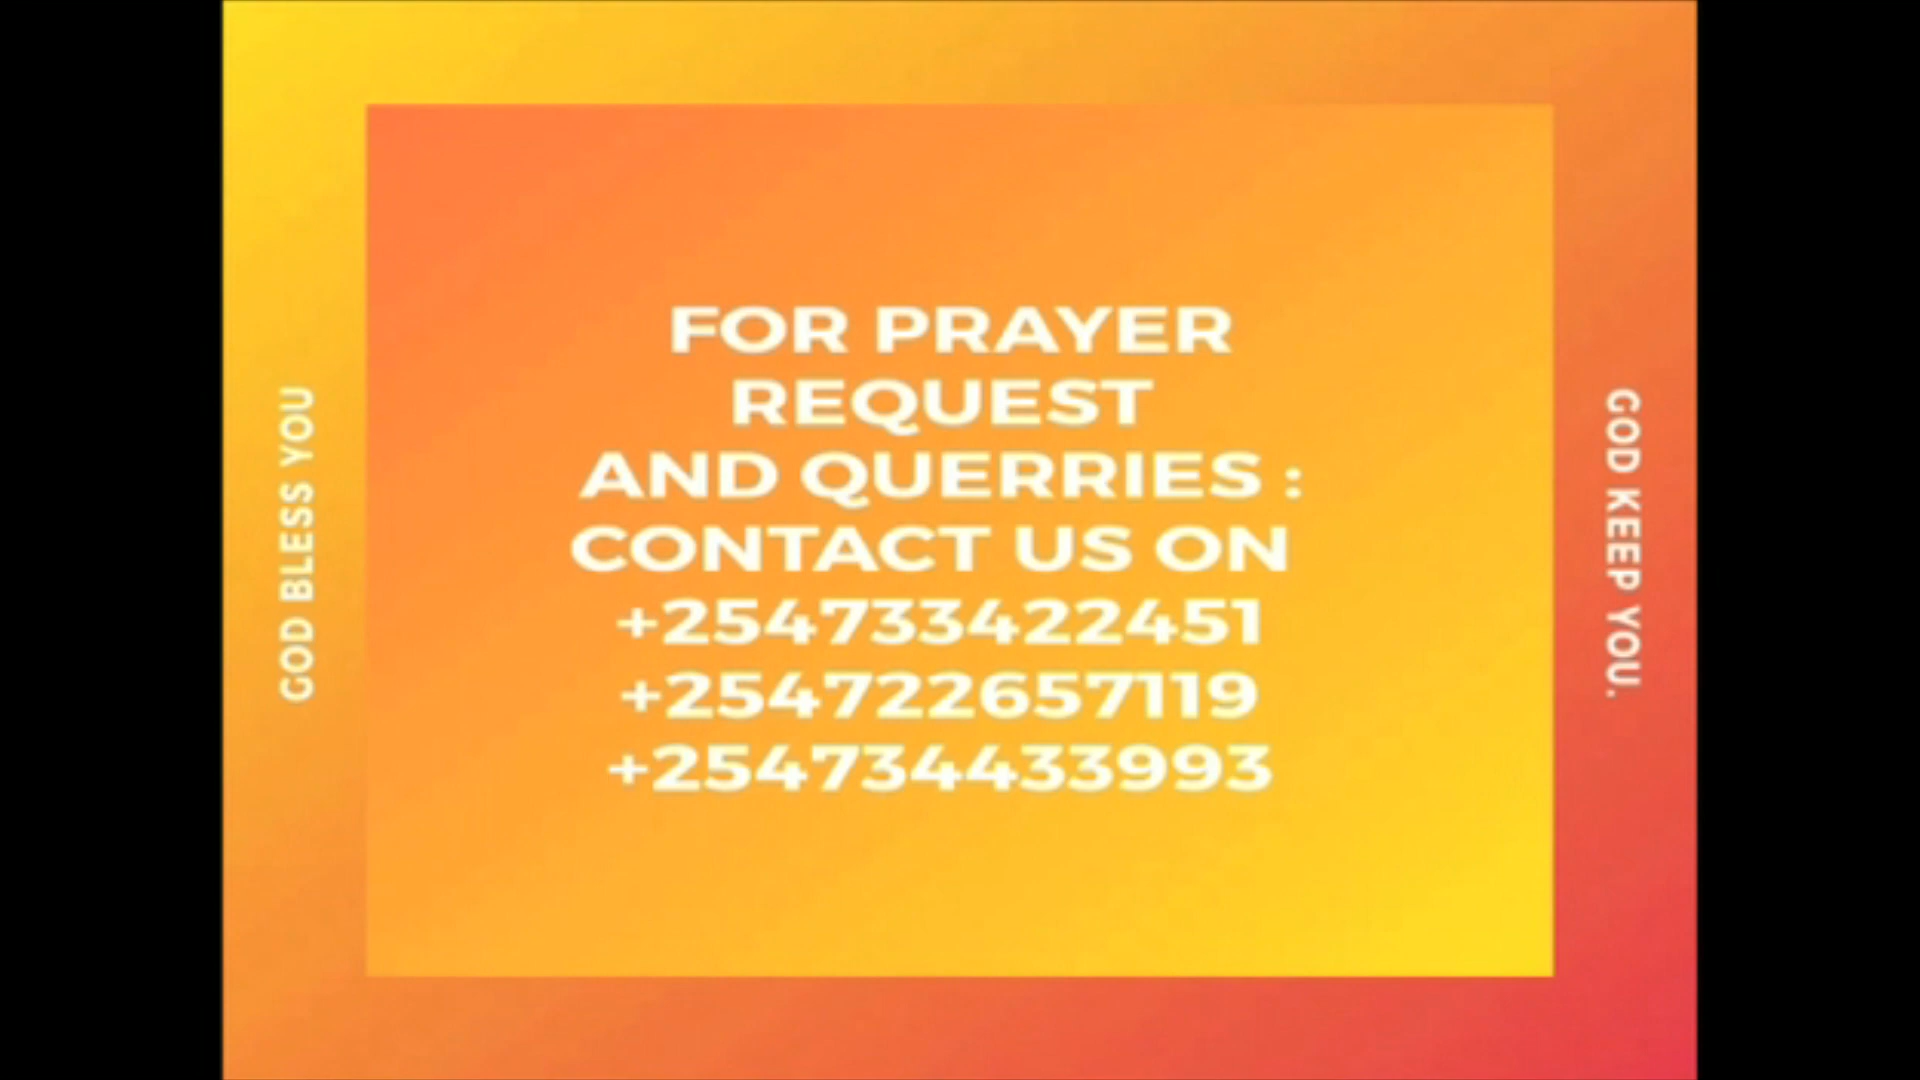 GOD BLESS YOU
FOR PRAYER
REQUEST
AND QUERRIES :
CONTACT US ON
+254733422451
+254722657119
+254734433993
GOD KEEP YOU.